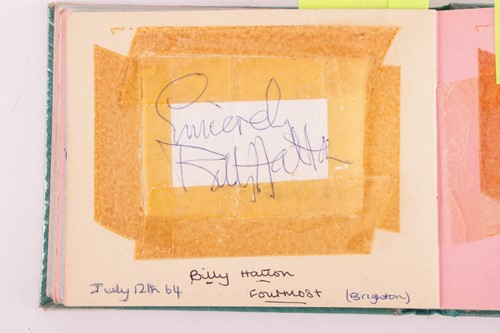 Sincerely
Billy Hatton
Billy Hatton
July 12th 64 Fourmost (Brighton)